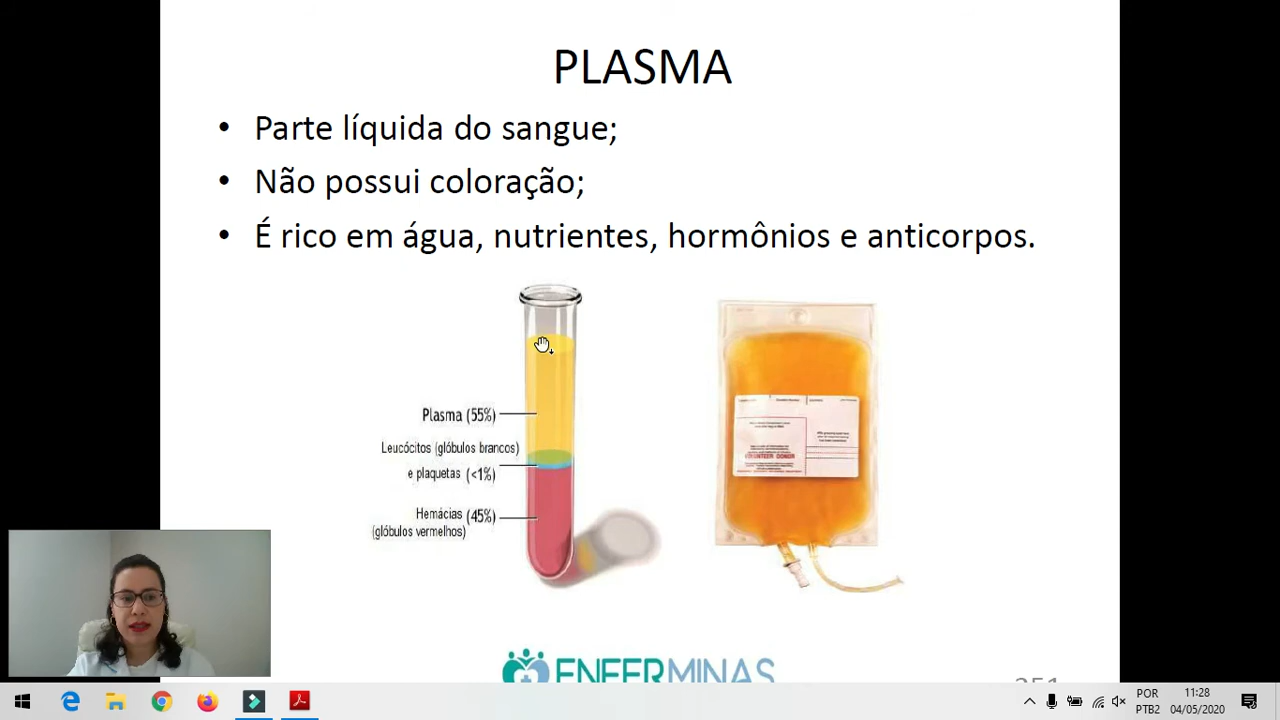 PLASMA
• Parte líquida do sangue;
• Não possui coloração;
• É rico em água, nutrientes, hormônios e anticorpos.
Plasma (55%)
Leucócitos (glóbulos brancos)
e plaquetas (<1%)
Hemácias (45%)
(glóbulos vermelhos)
VOLUNTEER DONOR
ENFERMINAS
351
POR
PTB2
11:28
04/05/2020